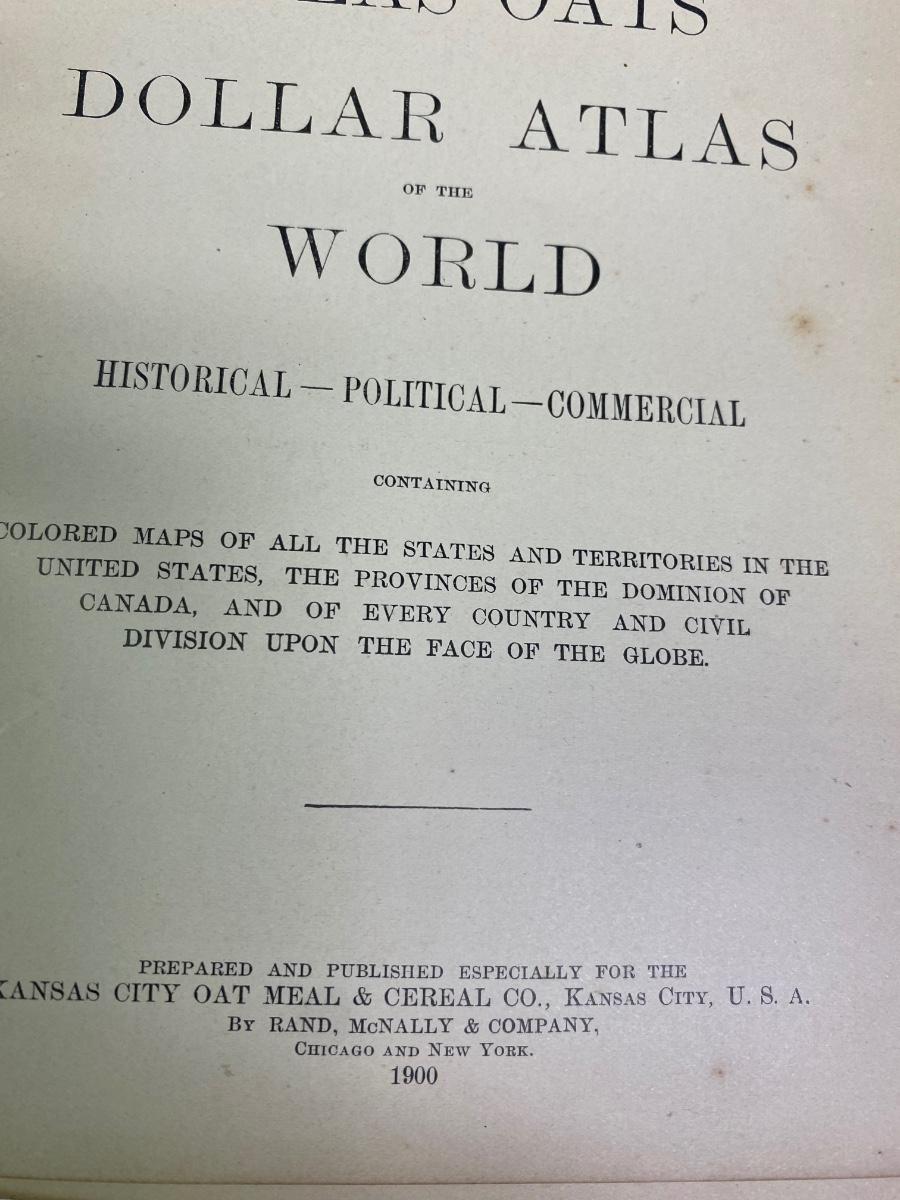 OATS
DOLLAR ATLAS
OF THE
WORLD
HISTORICAL — POLITICAL — COMMERCIAL
CONTAINING
COLORED MAPS OF ALL THE STATES AND TERRITORIES IN THE
UNITED STATES, THE PROVINCES OF THE DOMINION OF
CANADA, AND OF EVERY COUNTRY AND CIVIL
DIVISION UPON THE FACE OF THE GLOBE.
PREPARED AND PUBLISHED ESPECIALLY FOR THE
KANSAS CITY OAT MEAL & CEREAL CO., KANSAS CITY, U. S. A.
BY RAND, MCNALLY & COMPANY,
CHICAGO AND NEW YORK.
1900